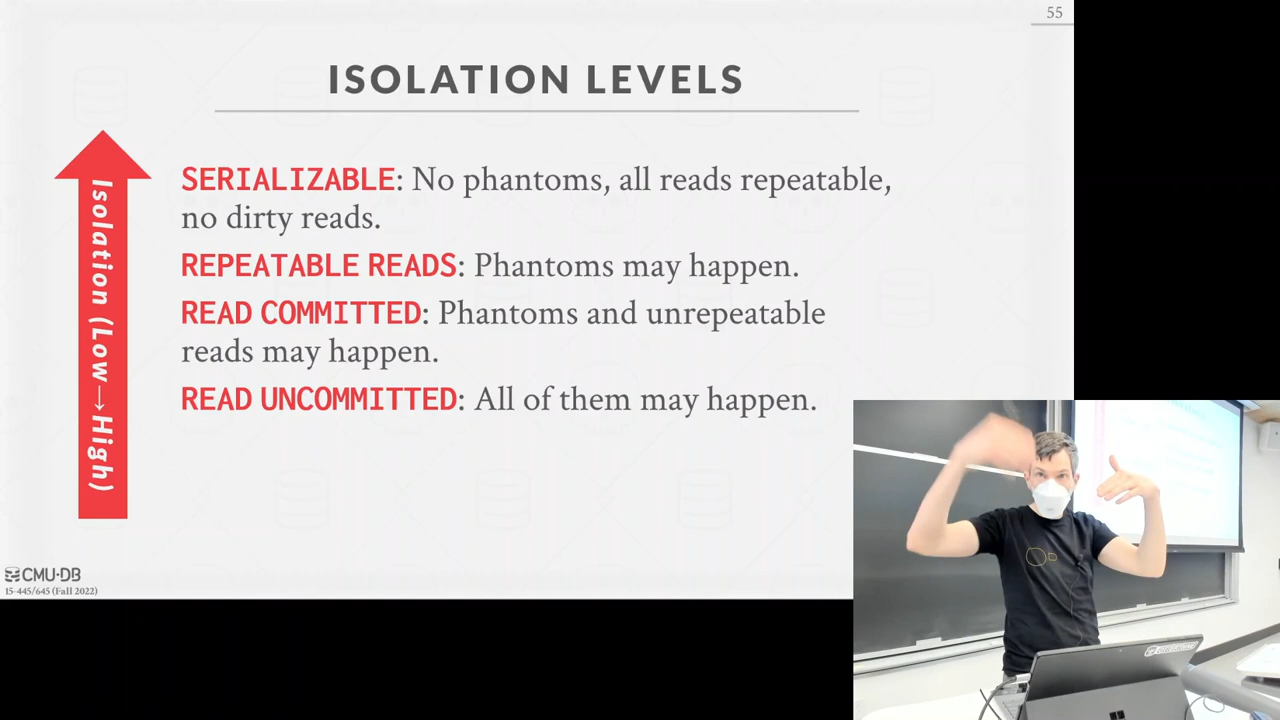 55
ISOLATION LEVELS
Isolation (Low→High)
SERIALIZABLE: No phantoms, all reads repeatable,
no dirty reads.
REPEATABLE READS: Phantoms may happen.
READ COMMITTED: Phantoms and unrepeatable
reads may happen.
READ UNCOMMITTED: All of them may happen.
CMU·DB
15-445/645 (Fall 2022)